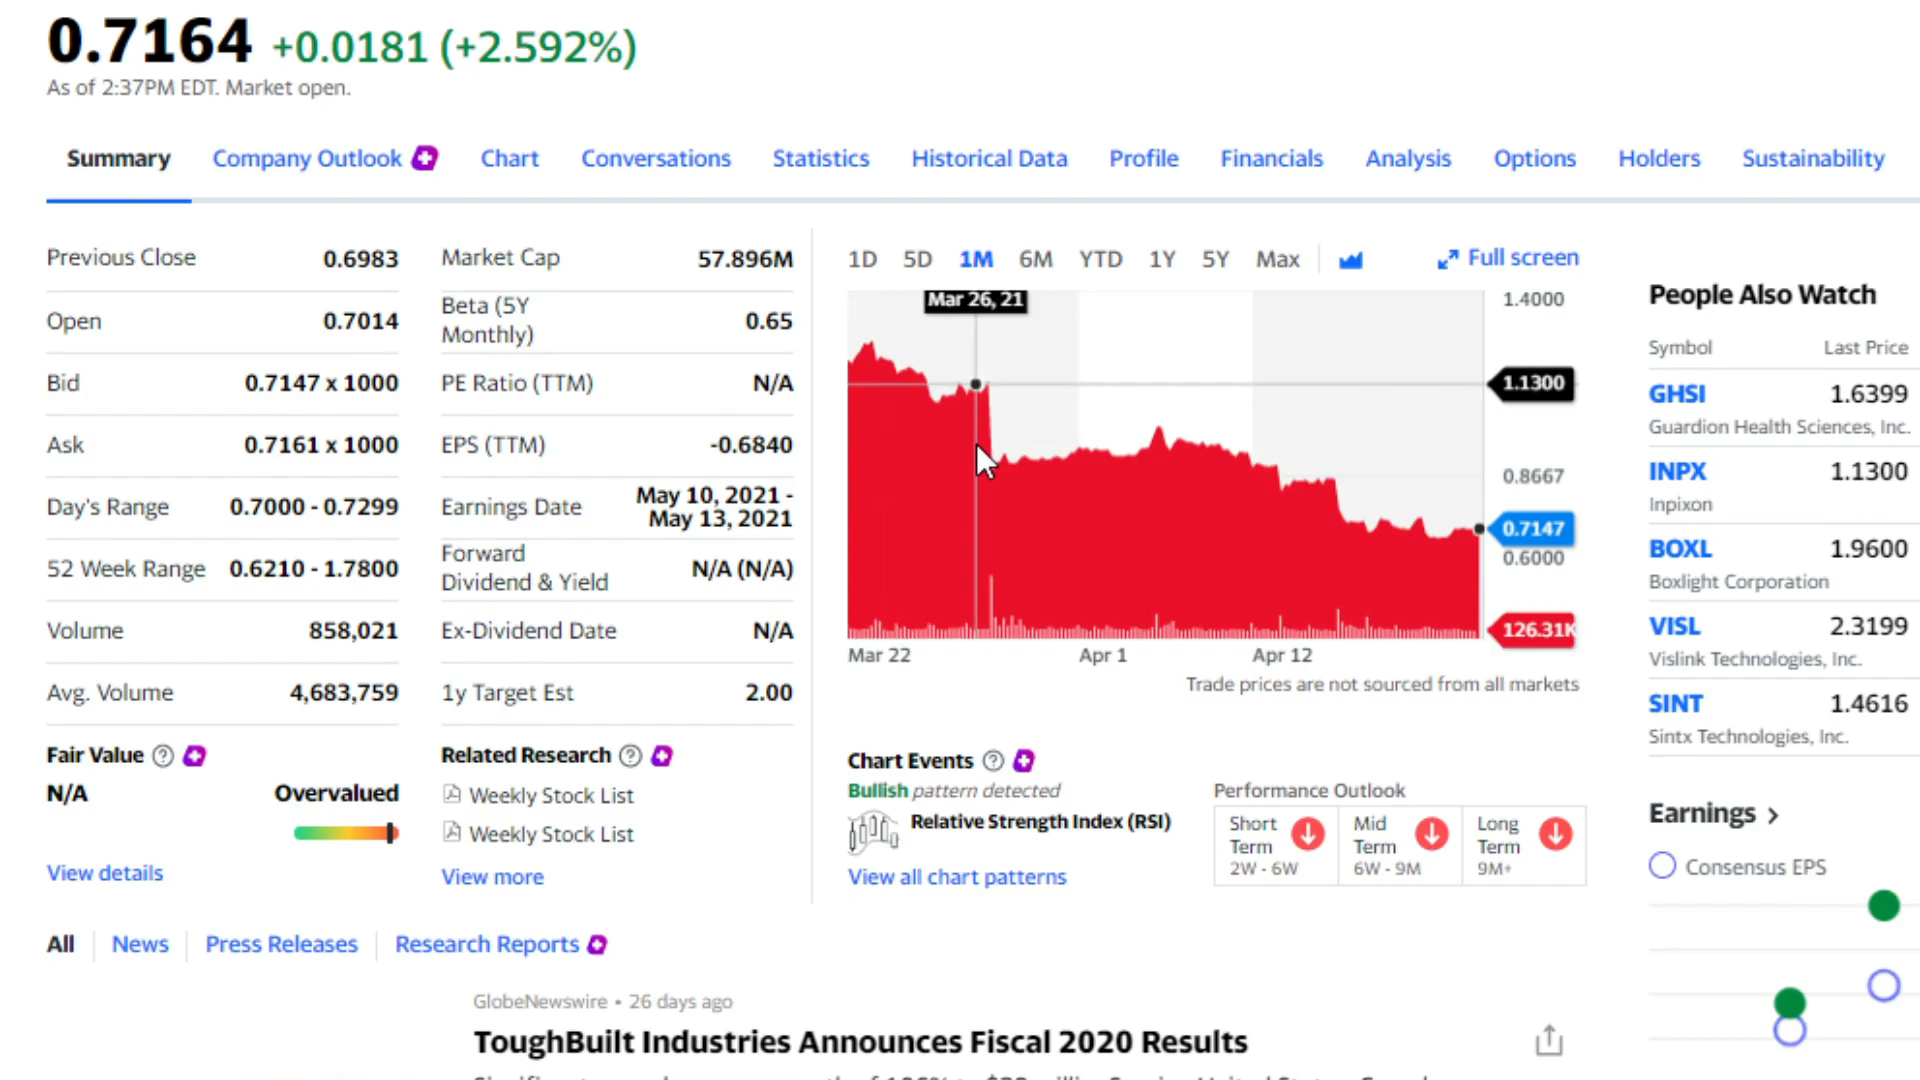 0.7164 +0.0181 (+2.592%)
As of 2:37PM EDT. Market open.
Summary Company Outlook Chart Conversations Statistics Historical Data Profile Financials Analysis Options Holders Sustainability
Previous Close 0.6983
Open 0.7014
Bid 0.7147 x 1000
Ask 0.7161 x 1000
Day's Range 0.7000 - 0.7299
52 Week Range 0.6210 - 1.7800
Volume 858,021
Avg. Volume 4,683,759
Market Cap 57.896M
Beta (5Y
Monthly) 0.65
PE Ratio (TTM) N/A
EPS (TTM) -0.6840
Earnings Date May 10, 2021 -
May 13, 2021
Forward
Dividend & Yield N/A (N/A)
Ex-Dividend Date N/A
1y Target Est 2.00
Fair Value
N/A Overvalued
View details
Related Research
Weekly Stock List
Weekly Stock List
View more
1D 5D 1M 6M YTD 1Y 5Y Max Full screen
Mar 26, 21
1.4000
1.1300
0.8667
0.7147
0.6000
126.31K
Mar 22 Apr 1 Apr 12
Trade prices are not sourced from all markets
Chart Events
Bullish pattern detected
Relative Strength Index (RSI)
View all chart patterns
Performance Outlook
Short
Term
2W - 6W
Mid
Term
6W - 9M
Long
Term
9M+
People Also Watch
Symbol Last Price
GHSI 1.6399
Guardion Health Sciences, Inc.
INPX 1.1300
Inpixon
BOXL 1.9600
Boxlight Corporation
VISL 2.3199
Vislink Technologies, Inc.
SINT 1.4616
Sintx Technologies, Inc.
Earnings
Consensus EPS
All News Press Releases Research Reports
GlobeNewswire • 26 days ago
ToughBuilt Industries Announces Fiscal 2020 Results